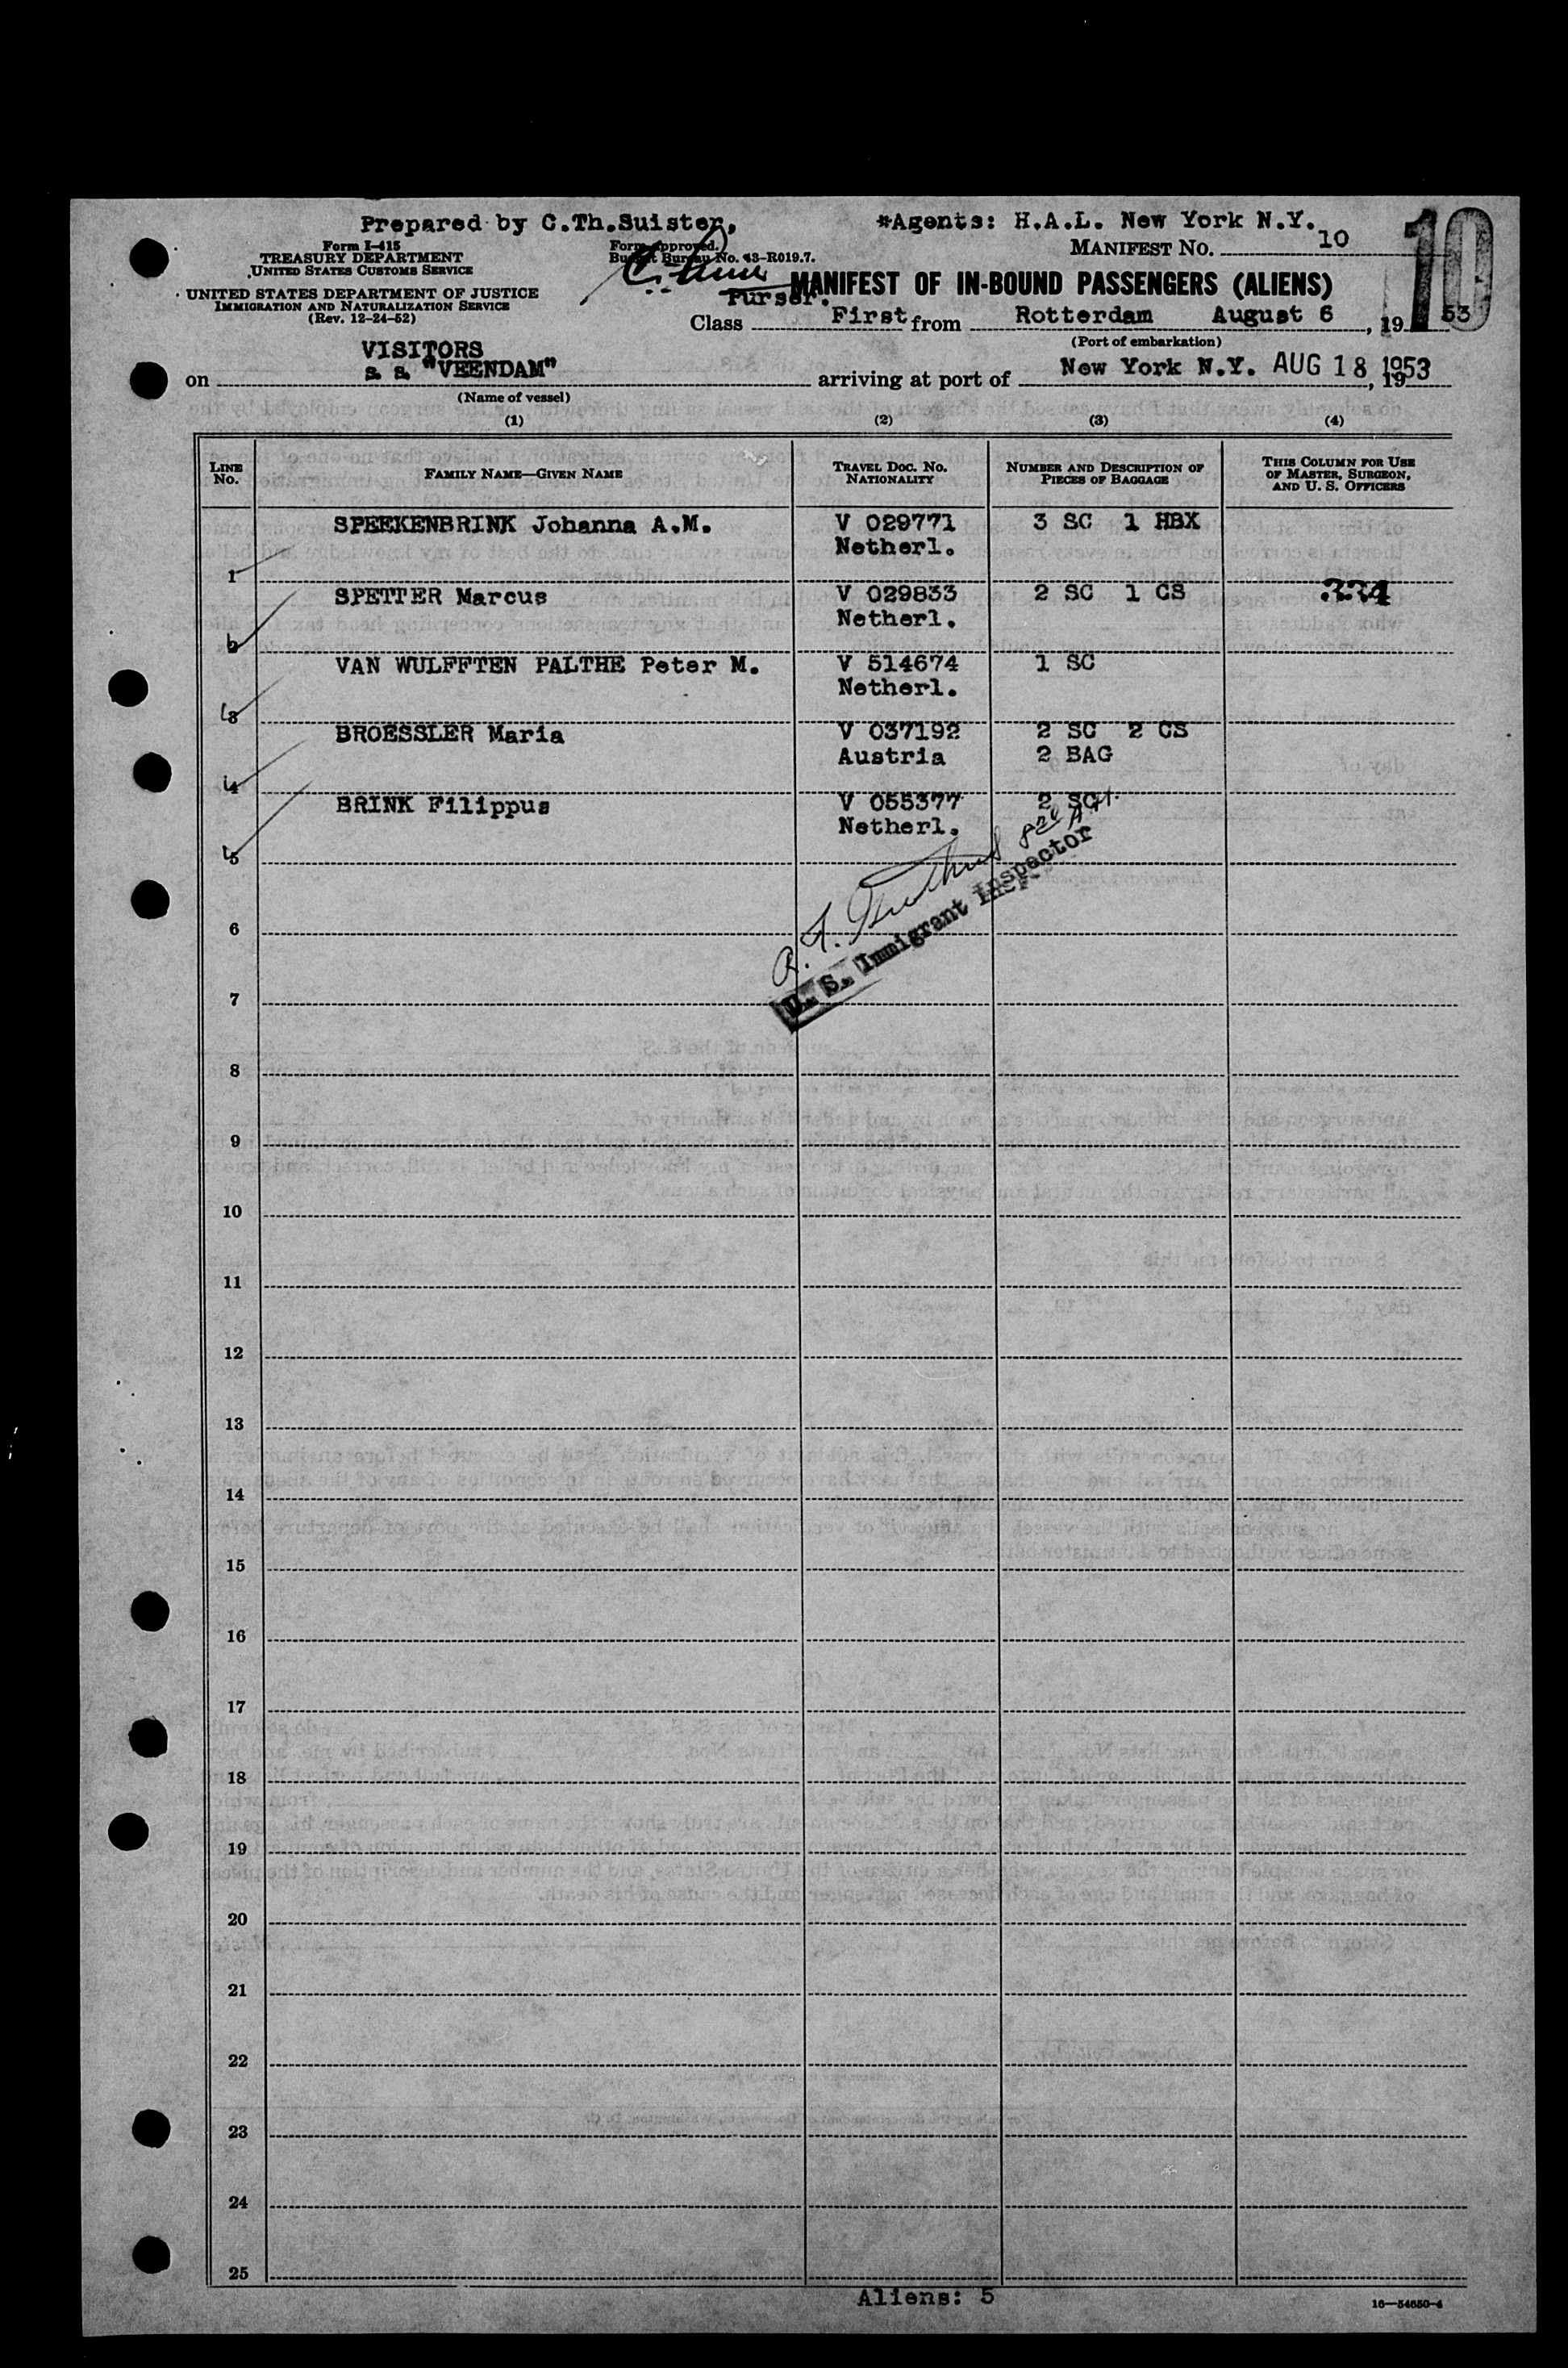 Prepared by C.Th.Suister,
*Agents: H.A.L. New York N.Y.
Form I-415
TREASURY DEPARTMENT
UNITED STATES CUSTOMS SERVICE
UNITED STATES DEPARTMENT OF JUSTICE
IMMIGRATION AND NATURALIZATION SERVICE
(Rev. 12-24-52)
Form approved.
Budget Bureau No. 43-R019.7.
Purser.
MANIFEST NO. 10
10
MANIFEST OF IN-BOUND PASSENGERS (ALIENS)
Class First from Rotterdam August 6, 1953
(Port of embarkation)
VISITORS
on s. s. "VEENDAM" arriving at port of New York N.Y. AUG 18 1953, 19
(Name of vessel)
(1) (2) (3) (4)
LINE NO. FAMILY NAME—GIVEN NAME TRAVEL DOC. NO. NATIONALITY NUMBER AND DESCRIPTION OF PIECES OF BAGGAGE THIS COLUMN FOR USE OF MASTER, SURGEON, AND U. S. OFFICERS
SPEEKENBRINK Johanna A.M. V 029771 3 SC 1 HBX
Netherl.
1
SPETTER Marcus V 029833 2 SC 1 CS 334
Netherl.
2
VAN WULFFTEN PALTHE Peter M. V 514674 1 SC
Netherl.
3
BROESSLER Maria V 037192 2 SC 2 CS
Austria 2 BAG
4
BRINK Filippus V 055377 2 SC
Netherl.
5
U. S. Immigrant Inspector
6
7
8
9
10
11
12
13
14
15
16
17
18
19
20
21
22
23
24
25
Aliens: 5
16—54650-4